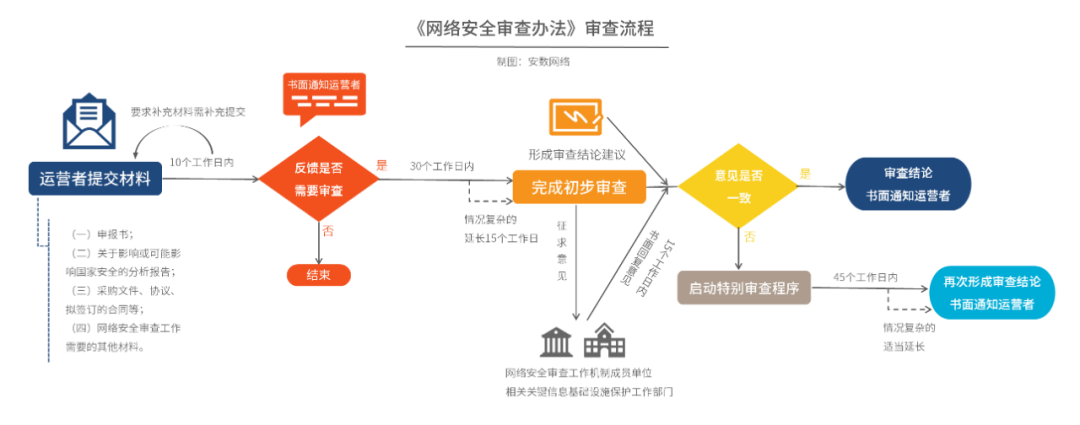 《网络安全审查办法》审查流程
制图：安数网络
书面通知运营者
要求补充材料需补充提交
10个工作日内
运营者提交材料
（一）申报书；
（二）关于影响或可能影
响国家安全的分析报告；
（三）采购文件、协议、
拟签订的合同等；
（四）网络安全审查工作
需要的其他材料。
反馈是否
需要审查
是
否
结束
30个工作日内
情况复杂的
延长15个工作日
形成审查结论建议
完成初步审查
征求意见
网络安全审查工作机制成员单位
相关关键信息基础设施保护工作部门
15个工作日内
书面回复意见
意见是否
一致
是
否
审查结论
书面通知运营者
启动特别审查程序
45个工作日内
情况复杂的
适当延长
再次形成审查结论
书面通知运营者